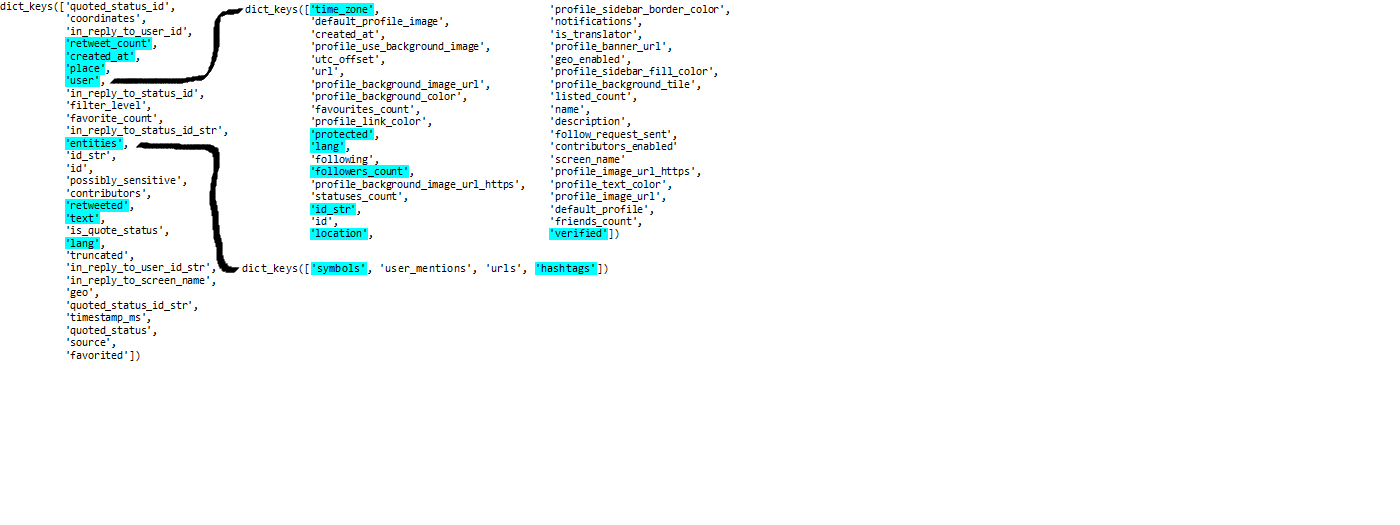 dict_keys(['quoted_status_id',
'coordinates',
'in_reply_to_user_id',
'retweet_count',
'created_at',
'place',
'user',
'in_reply_to_status_id',
'filter_level',
'favorite_count',
'in_reply_to_status_id_str',
'entities',
'id_str',
'id',
'possibly_sensitive',
'contributors',
'retweeted',
'text',
'is_quote_status',
'lang',
'truncated',
'in_reply_to_user_id_str',
'in_reply_to_screen_name',
'geo',
'quoted_status_id_str',
'timestamp_ms',
'quoted_status',
'source',
'favorited'])
dict_keys(['time_zone',
'default_profile_image',
'created_at',
'profile_use_background_image',
'utc_offset',
'url',
'profile_background_image_url',
'profile_background_color',
'favourites_count',
'profile_link_color',
'protected',
'lang',
'following',
'followers_count',
'profile_background_image_url_https',
'statuses_count',
'id_str',
'id',
'location',
'profile_sidebar_border_color',
'notifications',
'is_translator',
'profile_banner_url',
'geo_enabled',
'profile_sidebar_fill_color',
'profile_background_tile',
'listed_count',
'name',
'description',
'follow_request_sent',
'contributors_enabled'
'screen_name'
'profile_image_url_https',
'profile_text_color',
'profile_image_url',
'default_profile',
'friends_count',
'verified'])
dict_keys(['symbols', 'user_mentions', 'urls', 'hashtags'])